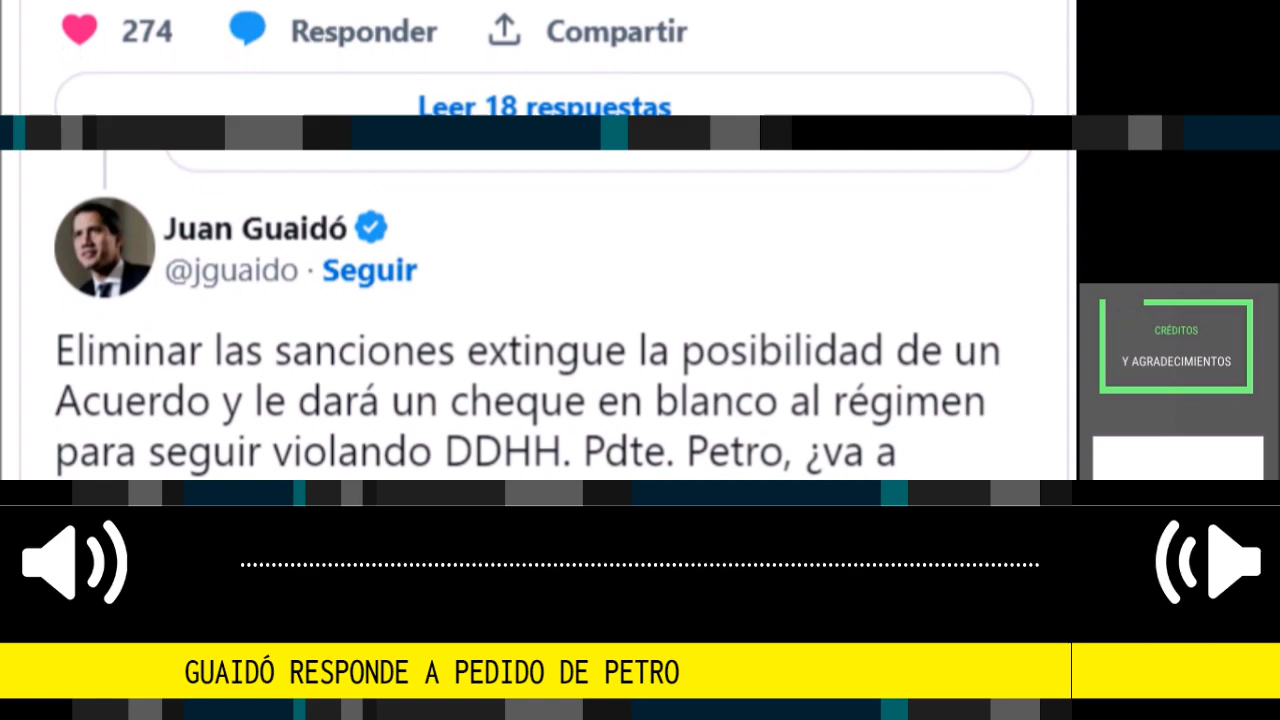 274 Responder Compartir
Leer 18 respuestas
Juan Guaidó
@jguaido · Seguir
Eliminar las sanciones extingue la posibilidad de un
Acuerdo y le dará un cheque en blanco al régimen
para seguir violando DDHH. Pdte. Petro, ¿va a
CRÉDITOS
Y AGRADECIMIENTOS
GUAIDÓ RESPONDE A PEDIDO DE PETRO